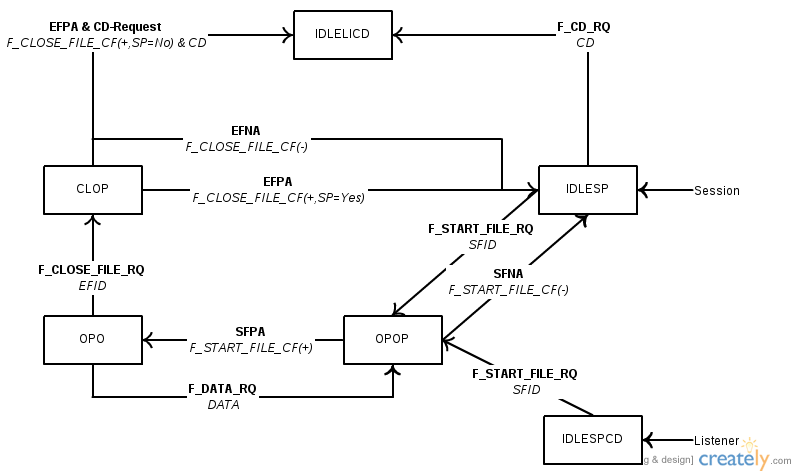 EFPA & CD-Request
F_CLOSE_FILE_CF(+,SP=No) & CD
IDLELICD
F_CD_RQ
CD
EFNA
F_CLOSE_FILE_CF(-)
CLOP
EFPA
F_CLOSE_FILE_CF(+,SP=Yes)
IDLESP
Session
F_START_FILE_RQ
SFID
F_CLOSE_FILE_RQ
EFID
SFNA
F_START_FILE_CF(-)
OPO
SFPA
F_START_FILE_CF(+)
OPOP
F_DATA_RQ
DATA
F_START_FILE_RQ
SFID
IDLESPCD
Listener
& design]
creately.com